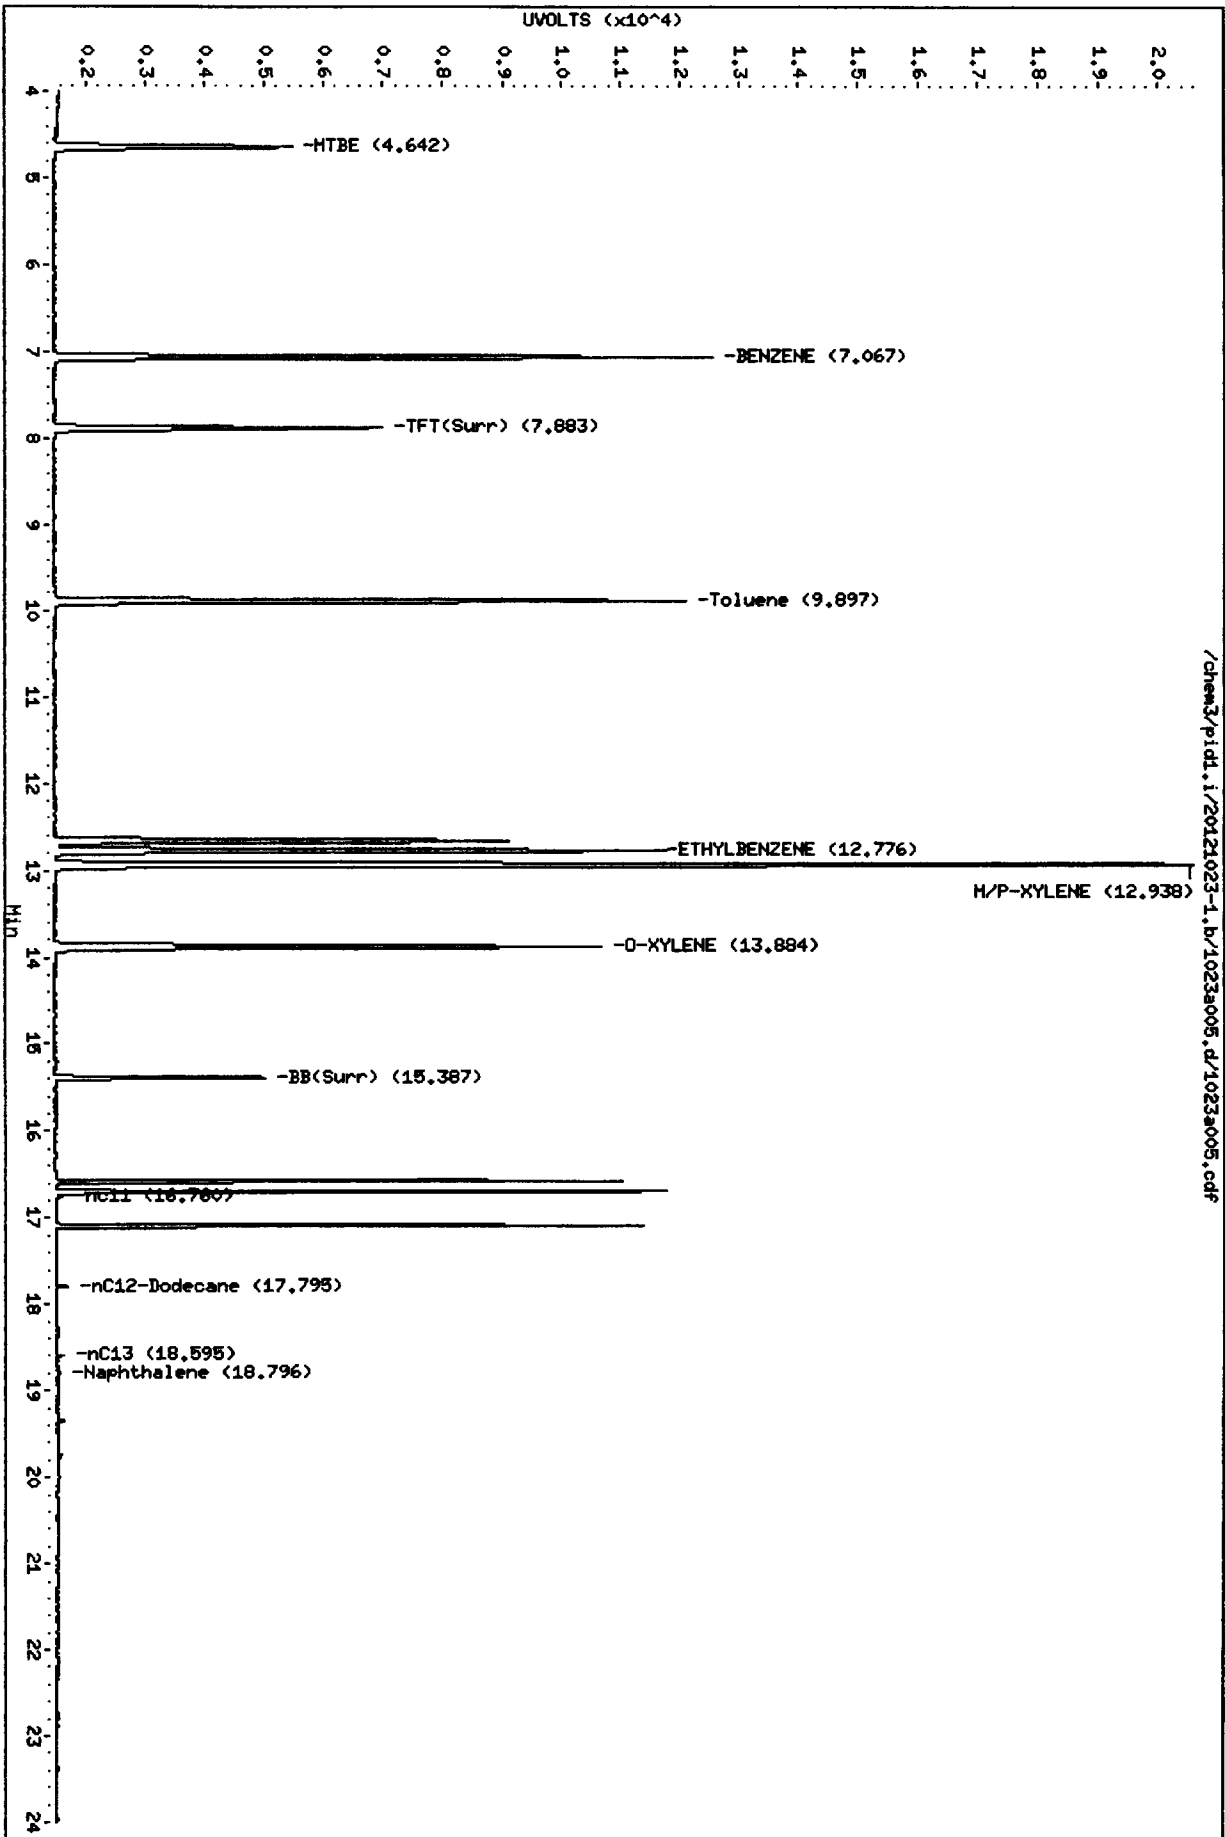 /chem3/pid1.i/20121023-1.b/1023a005.d/1023a005.cdf
UVOLTS (x10^4)
0.2
0.3
0.4
0.5
0.6
0.7
0.8
0.9
1.0
1.1
1.2
1.3
1.4
1.5
1.6
1.7
1.8
1.9
2.0
-MTBE (4.642)
-BENZENE (7.067)
-TFT(Surr) (7.883)
-Toluene (9.897)
-ETHYLBENZENE (12.776)
M/P-XYLENE (12.938)
-O-XYLENE (13.884)
-BB(Surr) (15.387)
-nC12-Dodecane (17.795)
-nC13 (18.595)
-Naphthalene (18.796)
4
5
6
7
8
9
10
11
12
13
14
15
16
17
18
19
20
21
22
23
24
Min